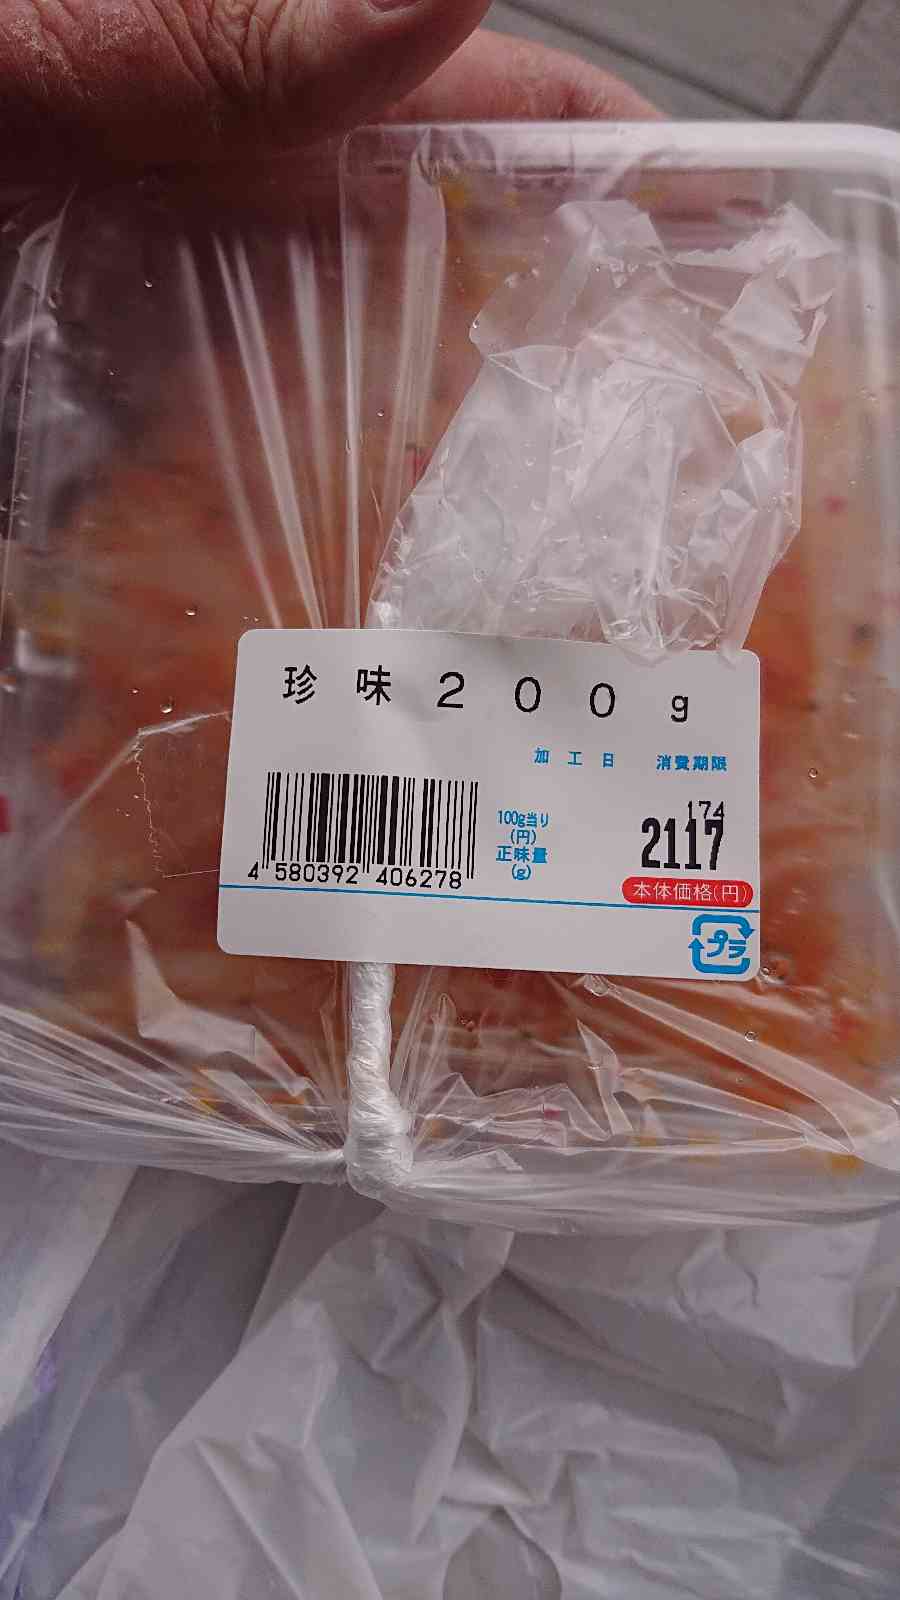 珍味200g
加工日 消費期限
174
100g当り
(円)
2117
正味量
(g)
4 580392 406278
本体価格(円)
プラ